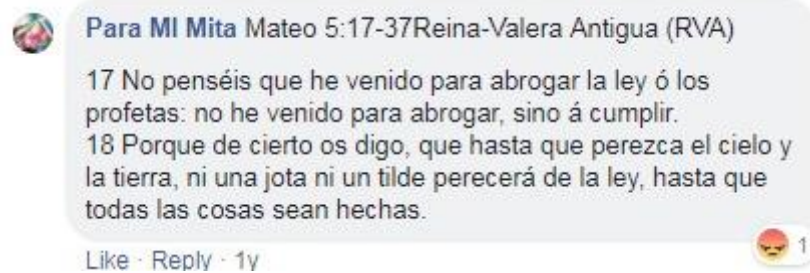 Para MI Mita Mateo 5:17-37Reina-Valera Antigua (RVA)
17 No penséis que he venido para abrogar la ley ó los
profetas: no he venido para abrogar, sino á cumplir.
18 Porque de cierto os digo, que hasta que perezca el cielo y
la tierra, ni una jota ni un tilde perecerá de la ley, hasta que
todas las cosas sean hechas.
1
Like · Reply · 1y